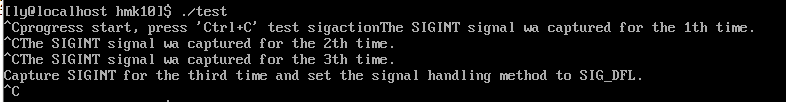 [ly@localhost hmk10]$ ./test
^Cprogress start, press 'Ctrl+C' test sigactionThe SIGINT signal wa captured for the 1th time.
^CThe SIGINT signal wa captured for the 2th time.
^CThe SIGINT signal wa captured for the 3th time.
Capture SIGINT for the third time and set the signal handling method to SIG_DFL.
^C